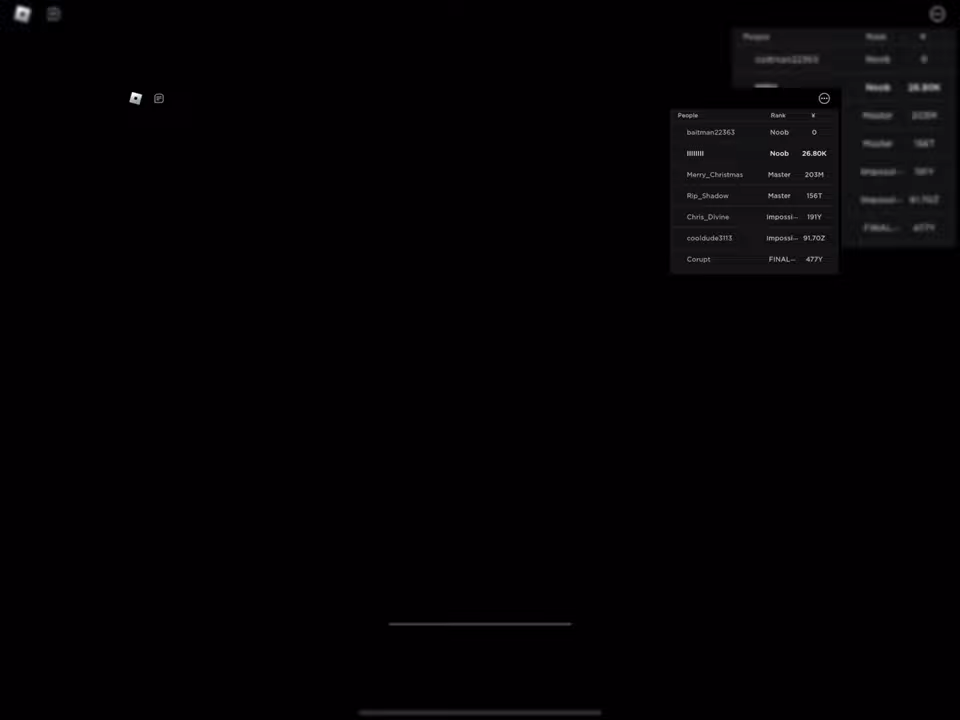 People Rank ¥
baitman22363 Noob 0
llllllll Noob 26.80K
Merry_Christmas Master 203M
Rip_Shadow Master 156T
Chris_Divine Impossi-- 191Y
cooldude3113 Impossi-- 91.70Z
Corupt FINAL-- 477Y